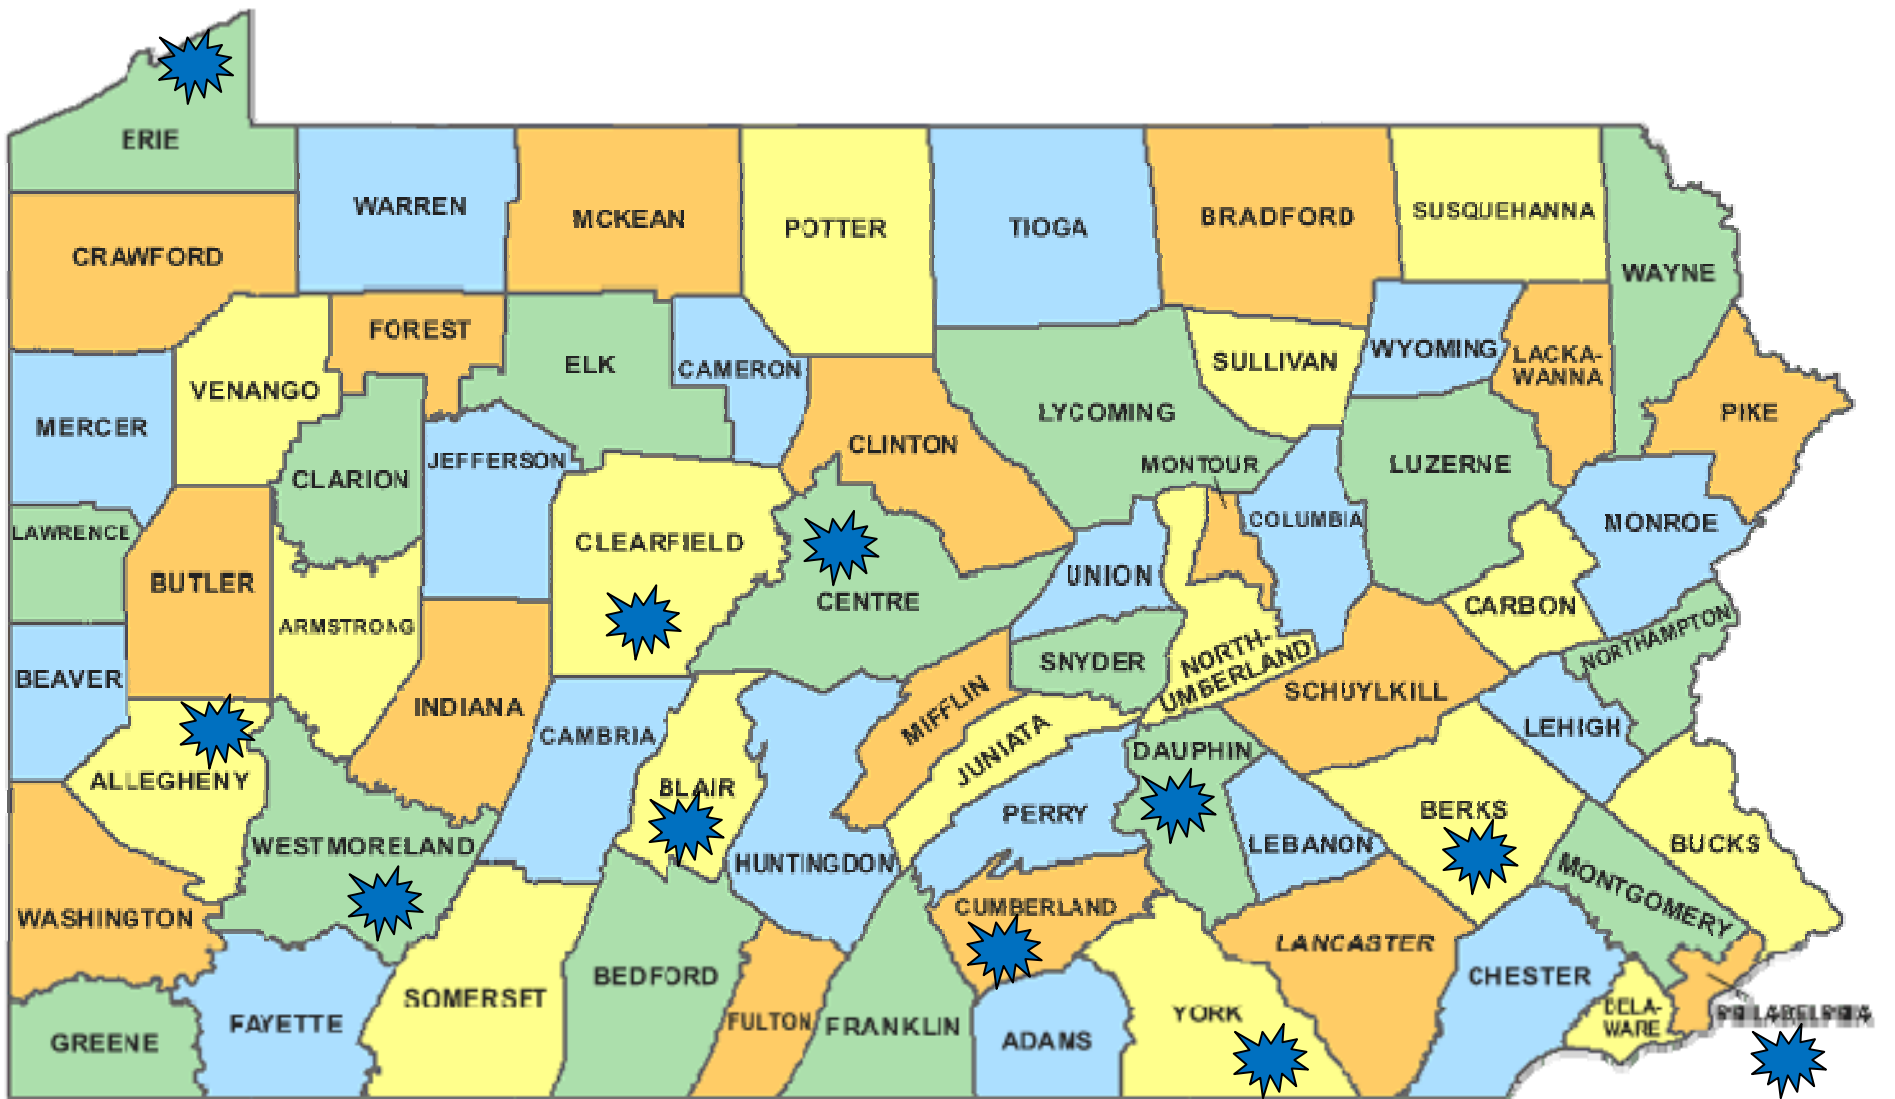 ERIE
WARREN
MCKEAN
POTTER
TIOGA
BRADFORD
SUSQUEHANNA
WAYNE
CRAWFORD
FOREST
ELK
CAMERON
SULLIVAN
WYOMING
LACKA-
WANNA
PIKE
VENANGO
MERCER
CLARION
JEFFERSON
CLINTON
LYCOMING
MONTOUR
COLUMBIA
LUZERNE
MONROE
LAWRENCE
BUTLER
ARMSTRONG
CLEARFIELD
CENTRE
UNION
SNYDER
NORTH-
UMBERLAND
CARBON
NORTHAMPTON
BEAVER
INDIANA
CAMBRIA
BLAIR
MIFFLIN
JUNIATA
SCHUYLKILL
LEHIGH
ALLEGHENY
WESTMORELAND
HUNTINGDON
PERRY
DAUPHIN
LEBANON
BERKS
BUCKS
MONTGOMERY
WASHINGTON
CUMBERLAND
LANCASTER
CHESTER
DELA-
WARE
PHILADELPHIA
GREENE
FAYETTE
SOMERSET
BEDFORD
FULTON
FRANKLIN
ADAMS
YORK